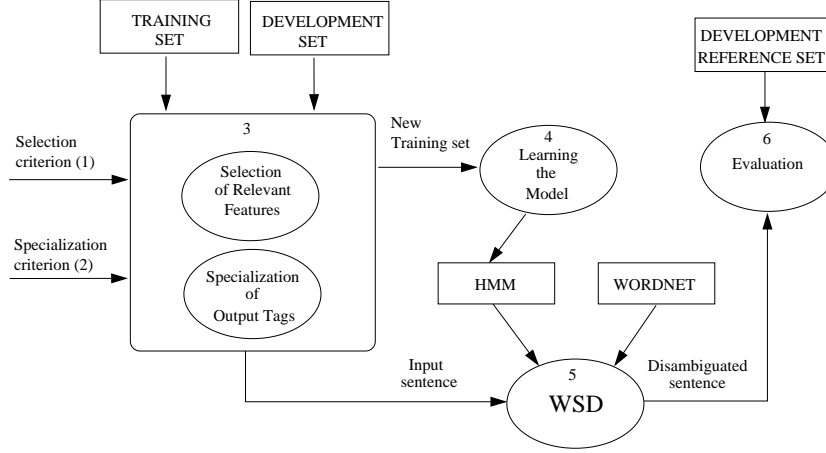 TRAINING
SET
DEVELOPMENT
SET
DEVELOPMENT
REFERENCE SET
Selection
criterion (1)
Specialization
criterion (2)
3
Selection
of Relevant
Features
Specialization
of
Output Tags
New
Training set
4
Learning
the
Model
6
Evaluation
HMM
WORDNET
Input
sentence
5
WSD
Disambiguated
sentence